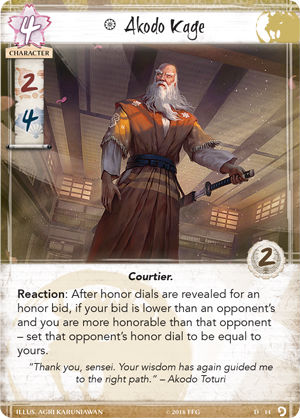 4
Akodo Kage
CHARACTER
2
4
2
Courtier.
Reaction: After honor dials are revealed for an
honor bid, if your bid is lower than an opponent's
and you are more honorable than that opponent
– set that opponent's honor dial to be equal to
yours.
“Thank you, sensei. Your wisdom has again guided me
to the right path.” – Akodo Toturi
ILLUS. AGRI KARUNIAWAN
©2018 FFG
D 14
9